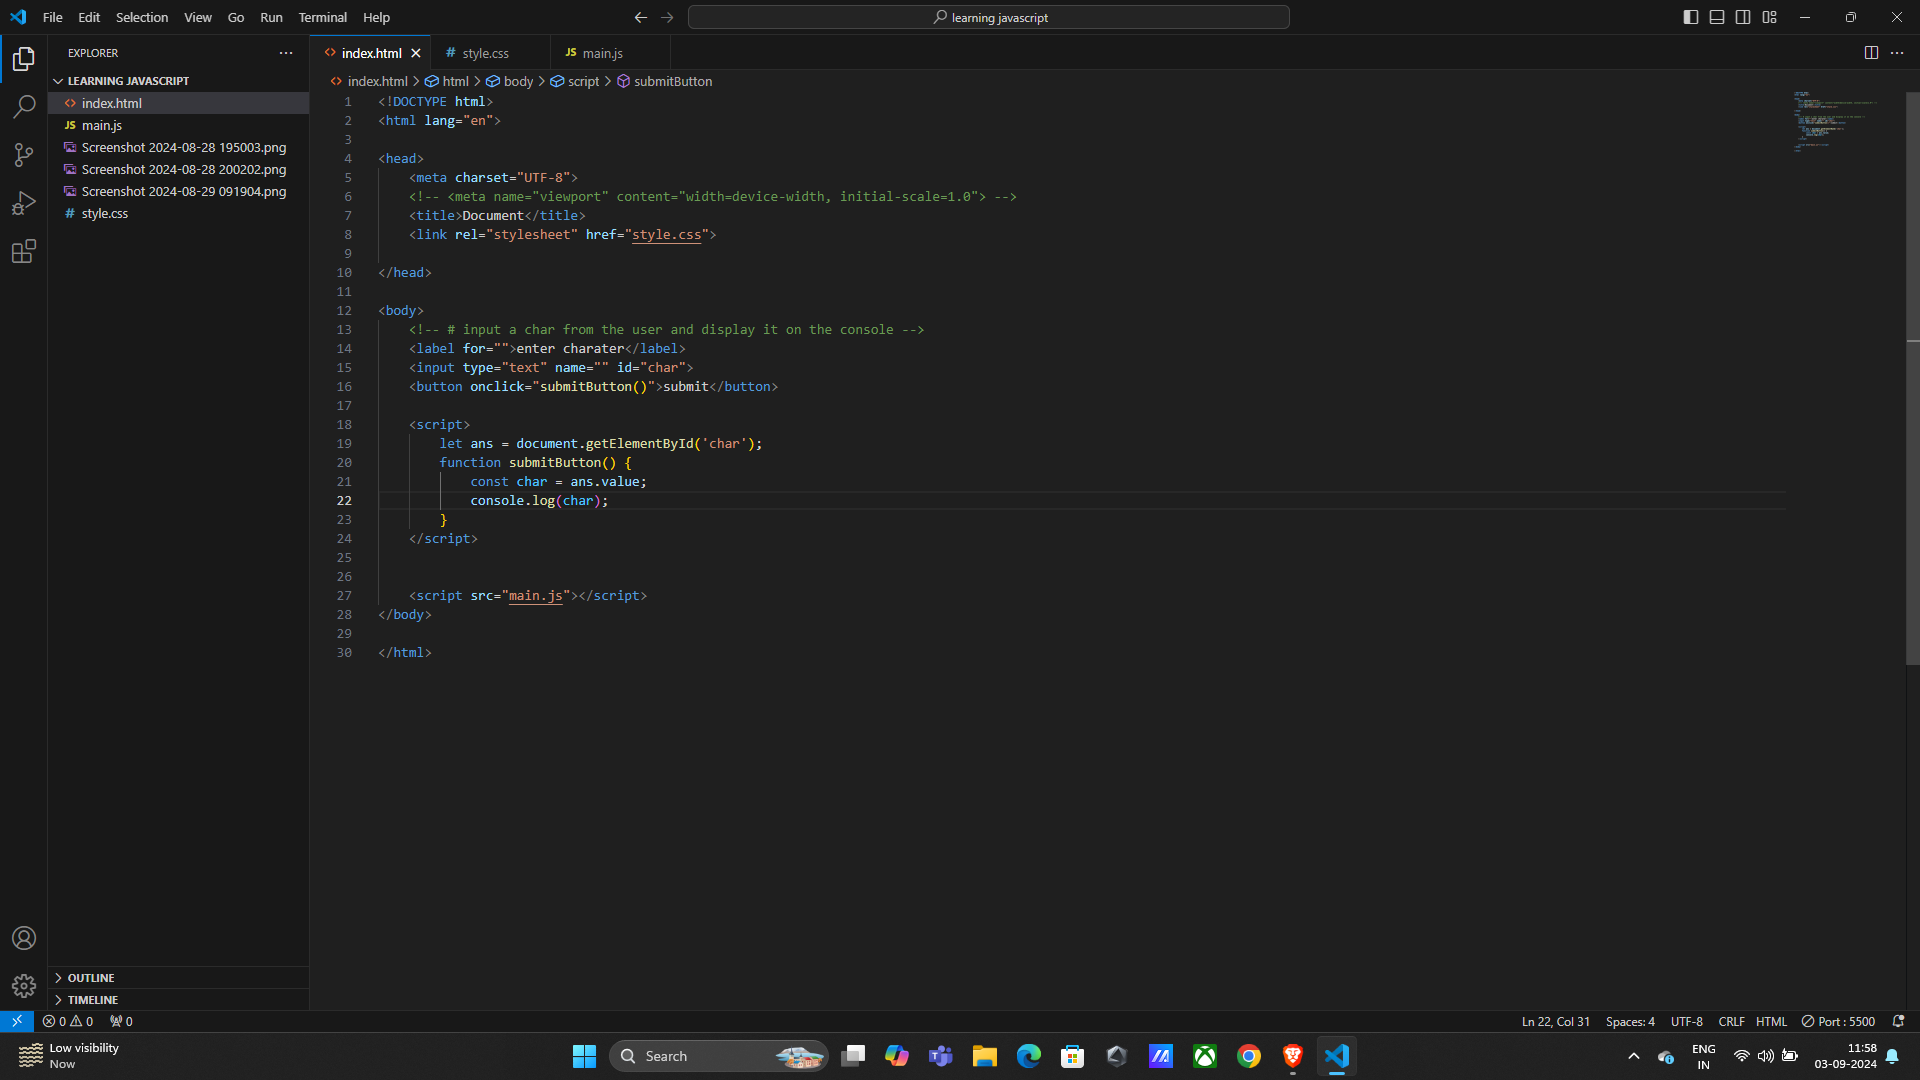 File Edit Selection View Go Run Terminal Help
learning javascript
EXPLORER
LEARNING JAVASCRIPT
index.html
main.js
Screenshot 2024-08-28 195003.png
Screenshot 2024-08-28 200202.png
Screenshot 2024-08-29 091904.png
style.css
OUTLINE
TIMELINE
index.html style.css main.js
index.html > html > body > script > submitButton
1 <!DOCTYPE html>
2 <html lang="en">
3
4 <head>
5 <meta charset="UTF-8">
6 <!-- <meta name="viewport" content="width=device-width, initial-scale=1.0"> -->
7 <title>Document</title>
8 <link rel="stylesheet" href="style.css">
9
10 </head>
11
12 <body>
13 <!-- # input a char from the user and display it on the console -->
14 <label for="">enter charater</label>
15 <input type="text" name="" id="char">
16 <button onclick="submitButton()">submit</button>
17
18 <script>
19 let ans = document.getElementById('char');
20 function submitButton() {
21 const char = ans.value;
22 console.log(char);
23 }
24 </script>
25
26
27 <script src="main.js"></script>
28 </body>
29
30 </html>
0 0 0
Ln 22, Col 31 Spaces: 4 UTF-8 CRLF HTML Port : 5500
Low visibility
Now
Search
ENG
IN
11:58
03-09-2024